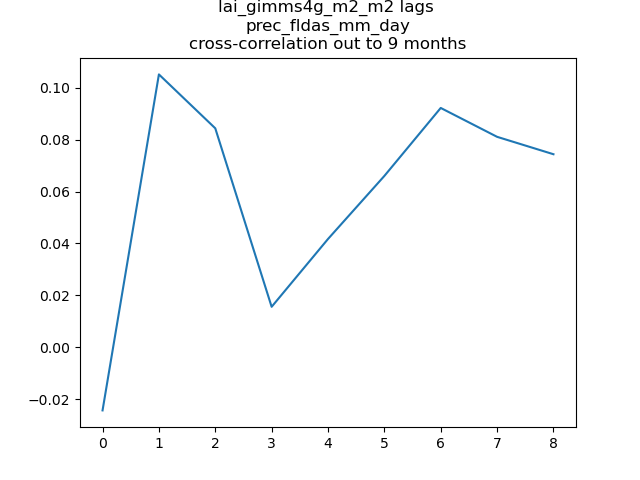 lai_gimms4g_m2_m2 lags
prec_fldas_mm_day
cross-correlation out to 9 months
0.10
0.08
0.06
0.04
0.02
0.00
−0.02
0 1 2 3 4 5 6 7 8